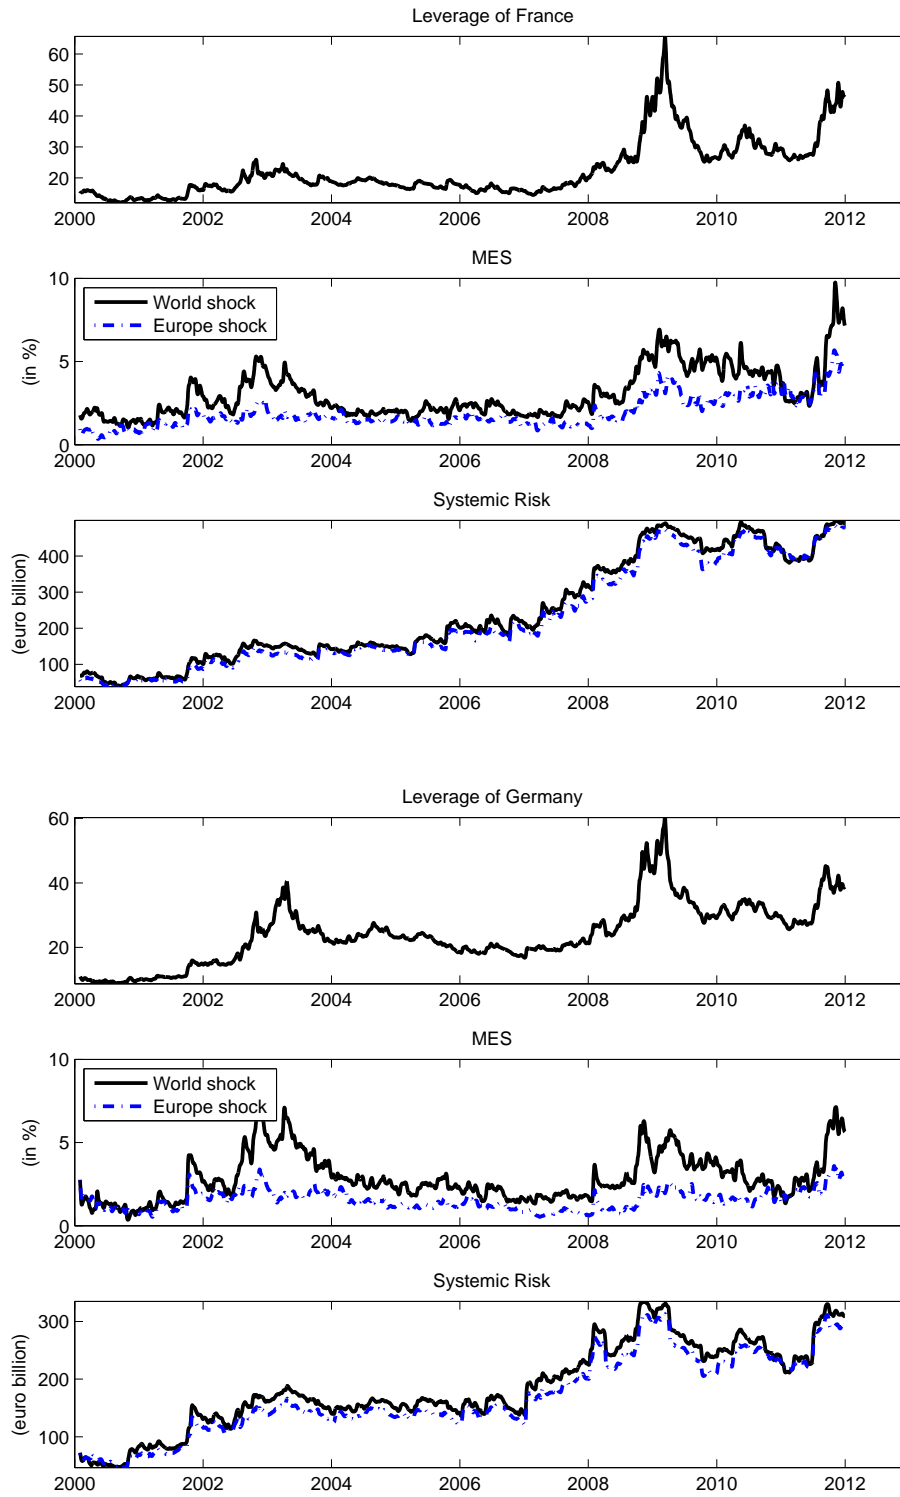 Leverage of France
60
50
40
30
20
2000 2002 2004 2006 2008 2010 2012
MES
10
5
0
(in %)
World shock
Europe shock
2000 2002 2004 2006 2008 2010 2012
Systemic Risk
400
300
200
100
(euro billion)
2000 2002 2004 2006 2008 2010 2012
Leverage of Germany
60
40
20
2000 2002 2004 2006 2008 2010 2012
MES
10
5
0
(in %)
World shock
Europe shock
2000 2002 2004 2006 2008 2010 2012
Systemic Risk
300
200
100
(euro billion)
2000 2002 2004 2006 2008 2010 2012